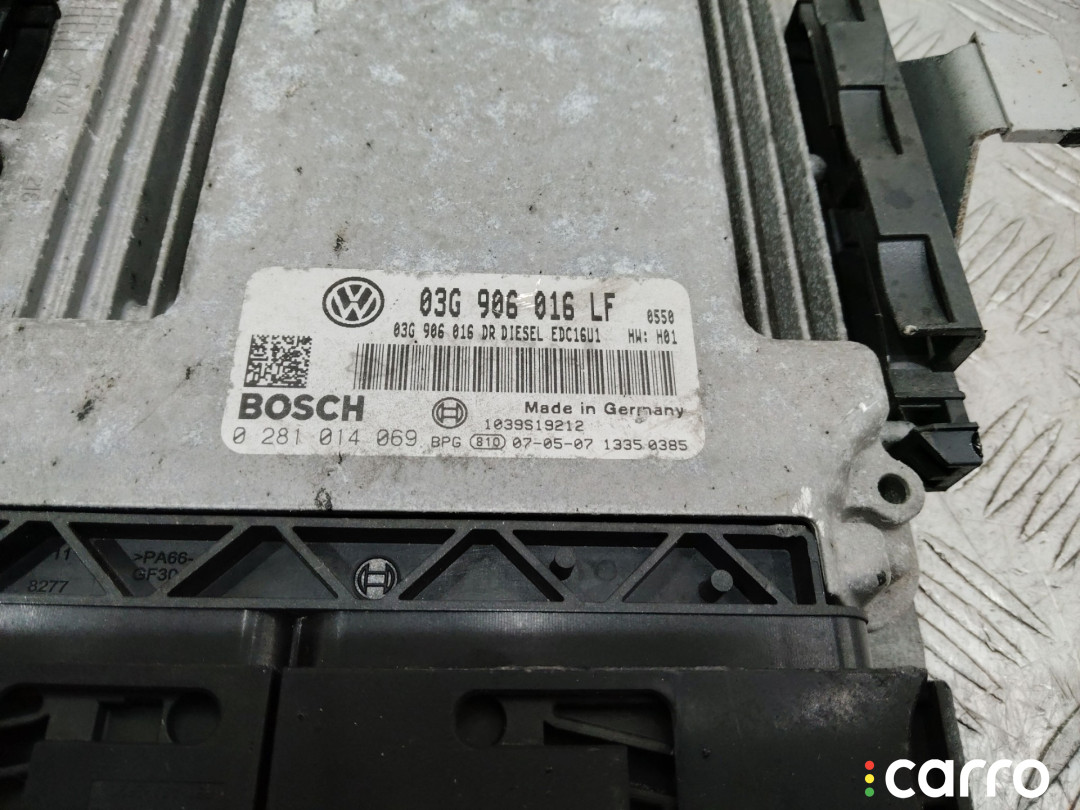 03G 906 016 LF 0550
03G 906 016 DR DIESEL EDC16U1 HW: H01
BOSCH
Made in Germany
1039S19212
0 281 014 069 BPG 810 07-05-07 1335 0385
11
>PA66-
GF30
8277
carro